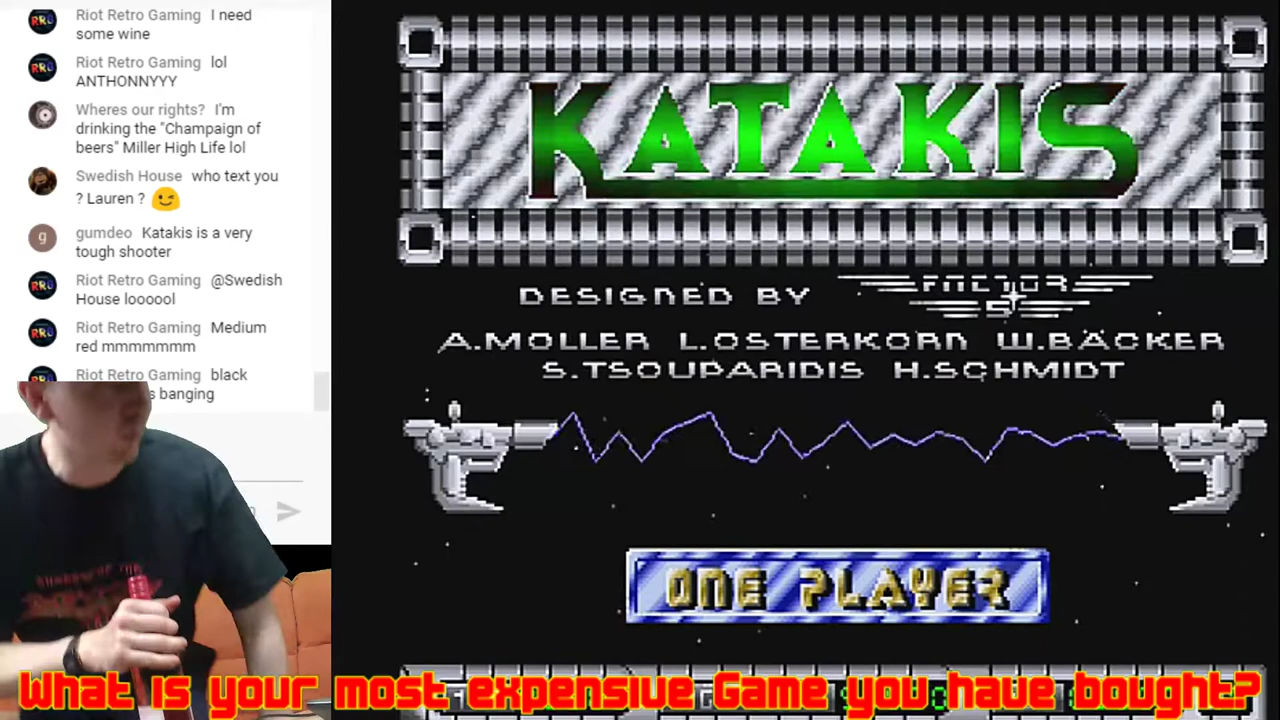 Riot Retro Gaming I need
some wine
Riot Retro Gaming lol
ANTHONNYYY
Wheres our rights? I'm
drinking the "Champaign of
beers" Miller High Life lol
Swedish House who text you
? Lauren ?
gumdeo Katakis is a very
tough shooter
Riot Retro Gaming @Swedish
House loooool
Riot Retro Gaming Medium
red mmmmmmm
Riot Retro Gaming black
s banging
KATAKIS
DESIGNED BY FACTOR 5
A.MOLLER L.OSTERKORN W.BÄCKER
S.TSOUPARIDIS H.SCHMIDT
ONE PLAYER
What is your most expensive Game you have bought?